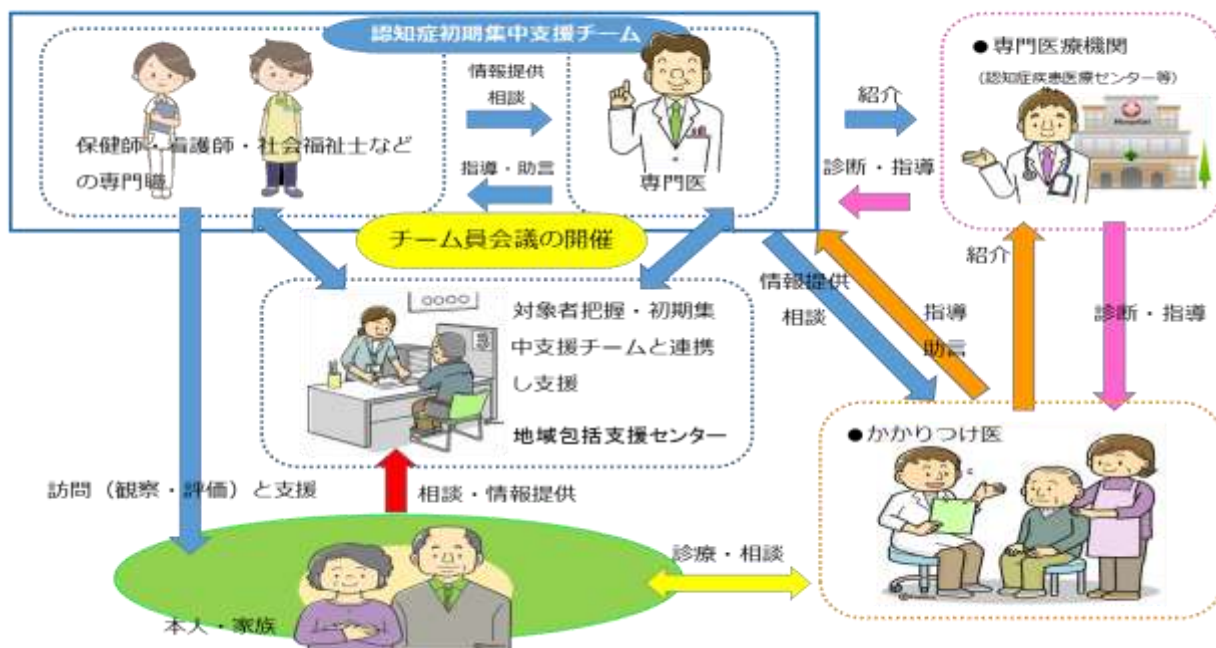 認知症初期集中支援チーム
情報提供
相談
保健師・看護師・社会福祉士など
の専門職
指導・助言
専門医
チーム員会議の開催
紹介
診断・指導
●専門医療機関
(認知症疾患医療センター等)
Hospital
対象者把握・初期集
中支援チームと連携
し支援
地域包括支援センター
情報提供
相談
指導
助言
紹介
診断・指導
●かかりつけ医
訪問(観察・評価)と支援
相談・情報提供
診療・相談
本人・家族